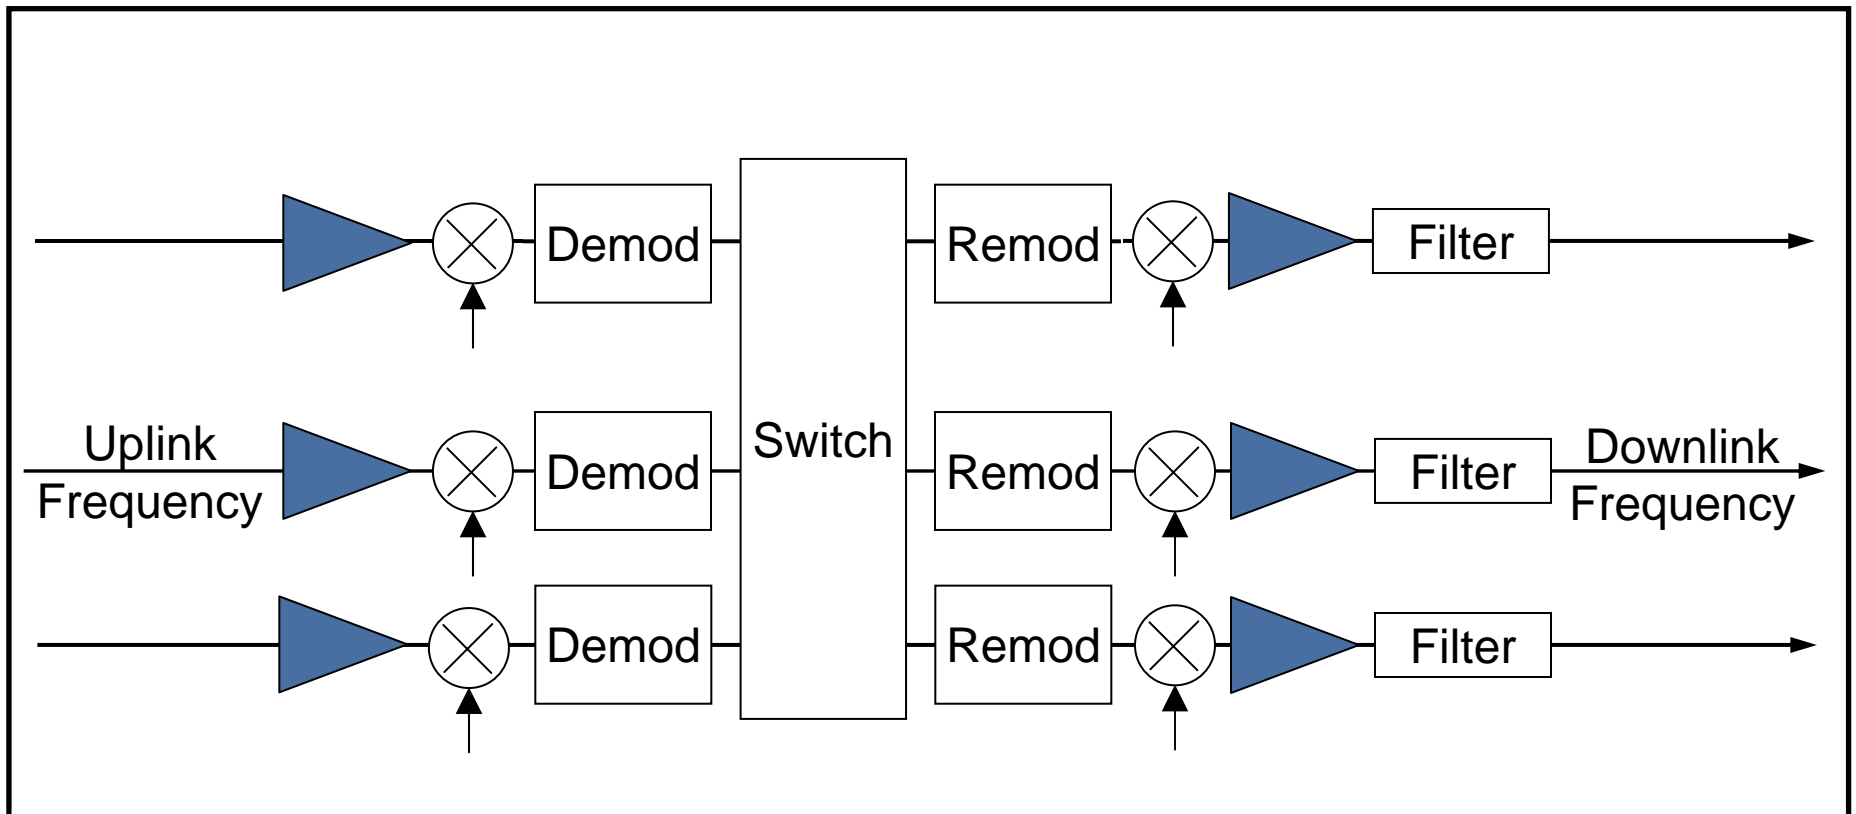 Demod
Remod
Filter
Uplink
Frequency
Demod
Switch
Remod
Filter
Downlink
Frequency
Demod
Remod
Filter